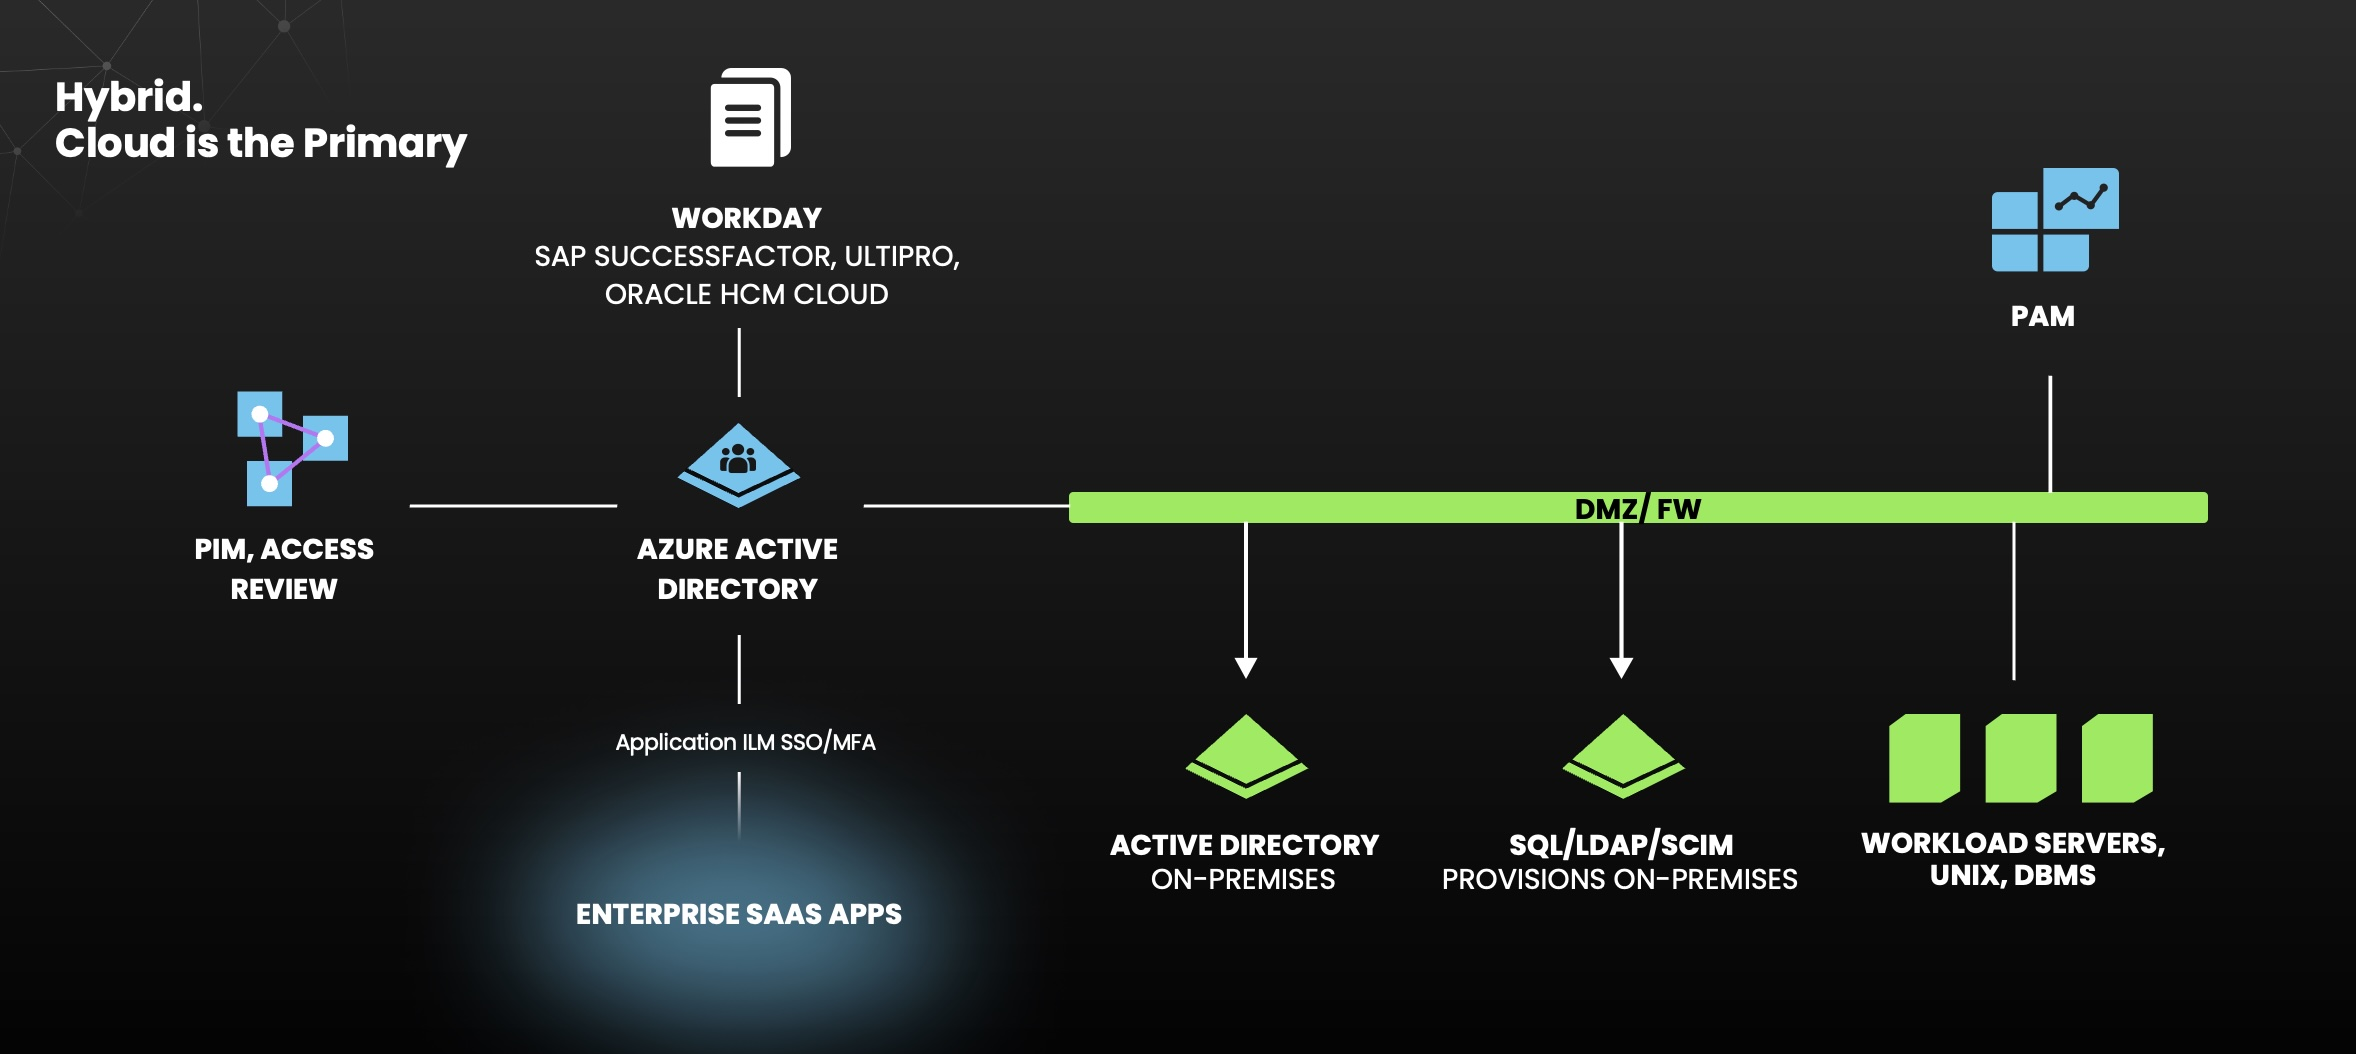 Hybrid.
Cloud is the Primary
WORKDAY
SAP SUCCESSFACTOR, ULTIPRO,
ORACLE HCM CLOUD
PAM
PIM, ACCESS
REVIEW
AZURE ACTIVE
DIRECTORY
DMZ/ FW
Application ILM SSO/MFA
ENTERPRISE SAAS APPS
ACTIVE DIRECTORY
ON-PREMISES
SQL/LDAP/SCIM
PROVISIONS ON-PREMISES
WORKLOAD SERVERS,
UNIX, DBMS